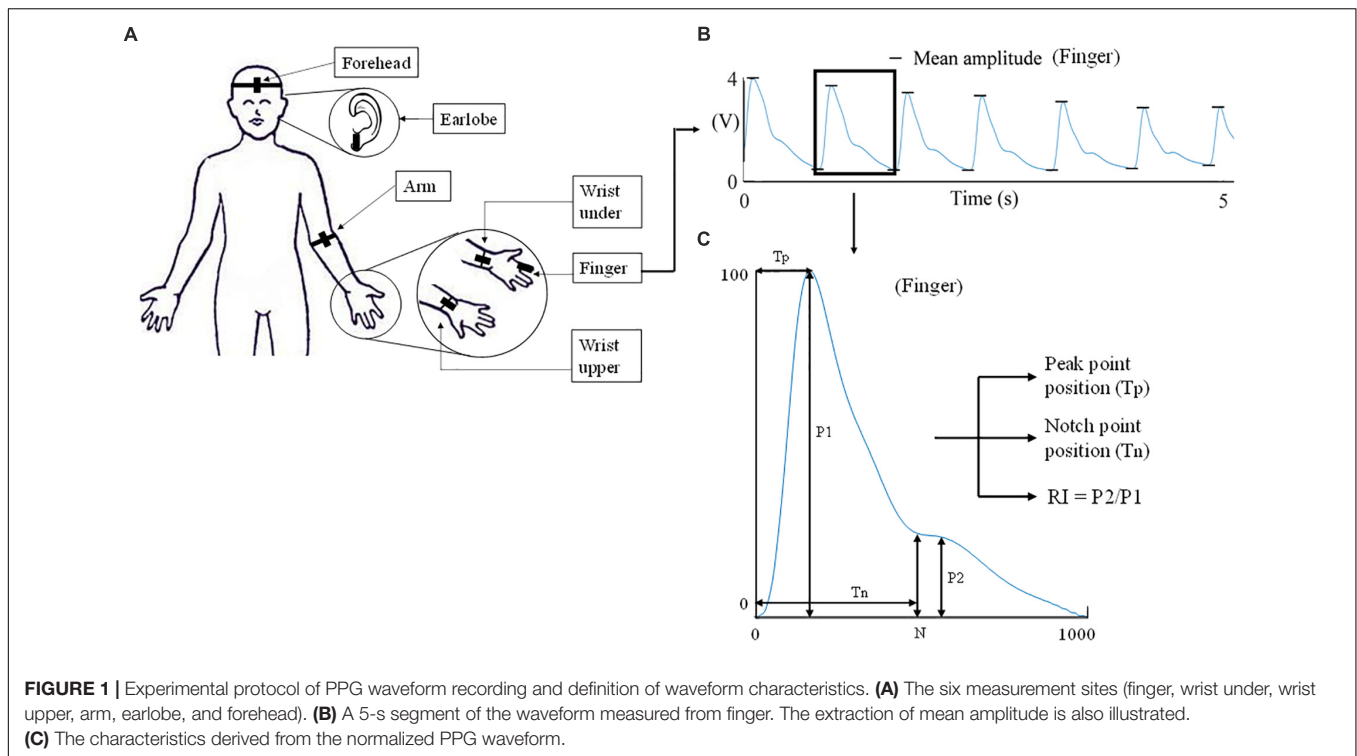 A
Forehead
Earlobe
Arm
Wrist
under
Finger
Wrist
upper
B
Mean amplitude (Finger)
4
(V)
0
0
Time (s)
5
C
Tp
100
(Finger)
P1
Peak point
position (Tp)
Notch point
position (Tn)
RI = P2/P1
P2
Tn
0
0
N
1000
FIGURE 1 | Experimental protocol of PPG waveform recording and definition of waveform characteristics. (A) The six measurement sites (finger, wrist under, wrist
upper, arm, earlobe, and forehead). (B) A 5-s segment of the waveform measured from finger. The extraction of mean amplitude is also illustrated.
(C) The characteristics derived from the normalized PPG waveform.